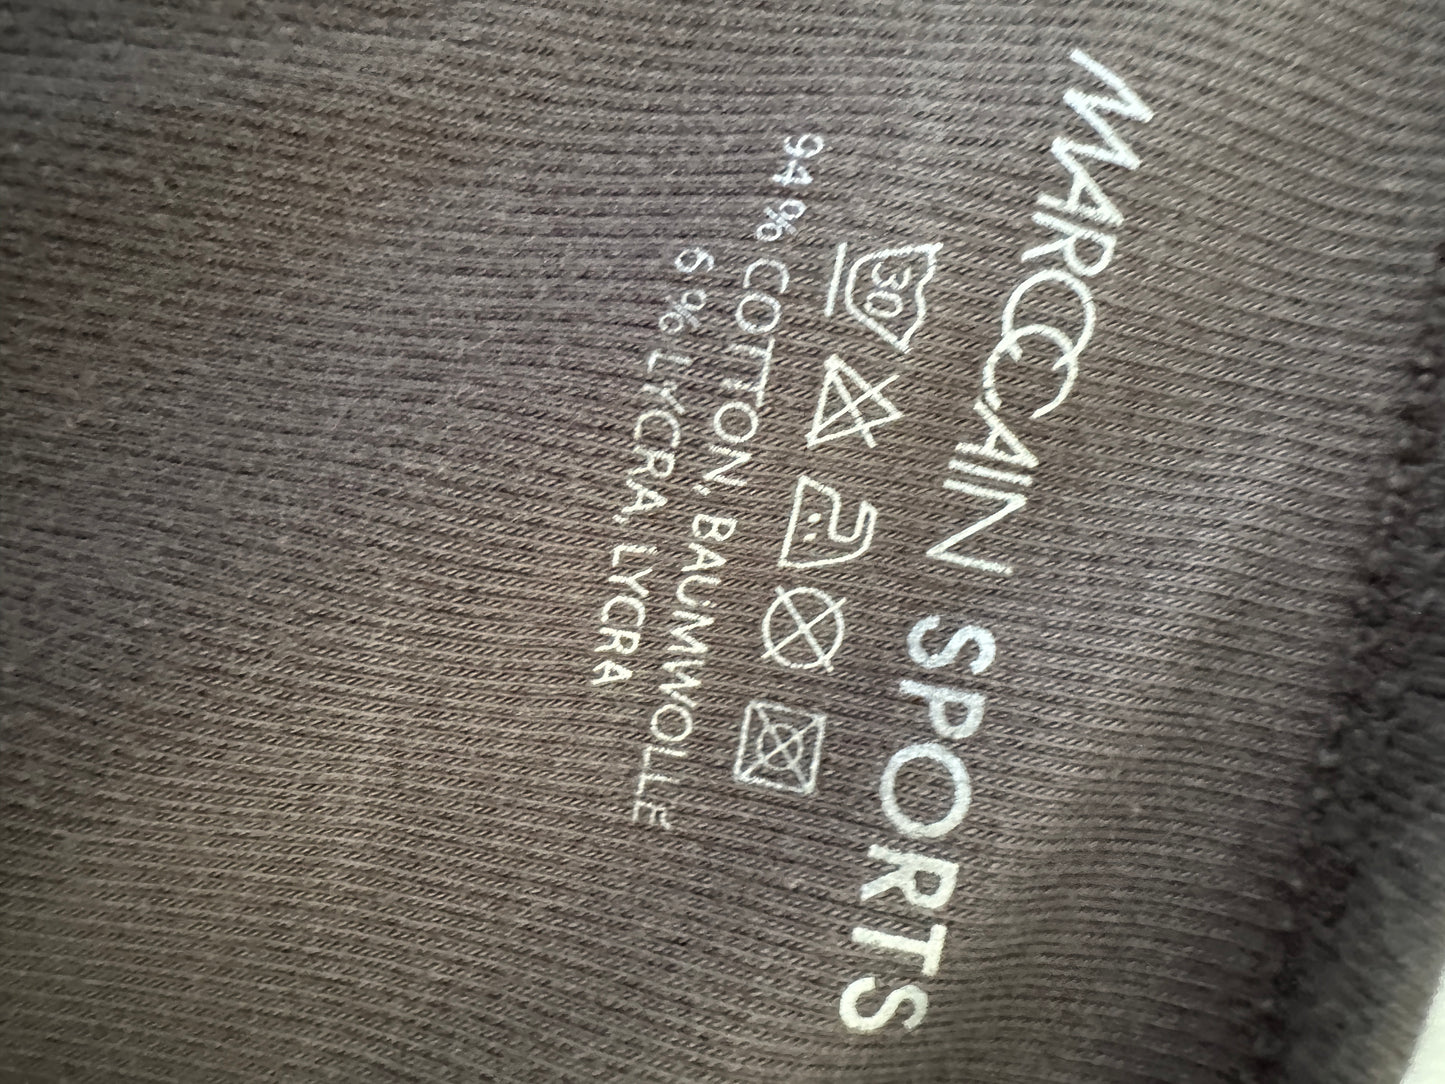 MARCCAIN SPORTS
30
94 % COTTON, BAUMWOLLE
6 % LYCRA, LYCRA